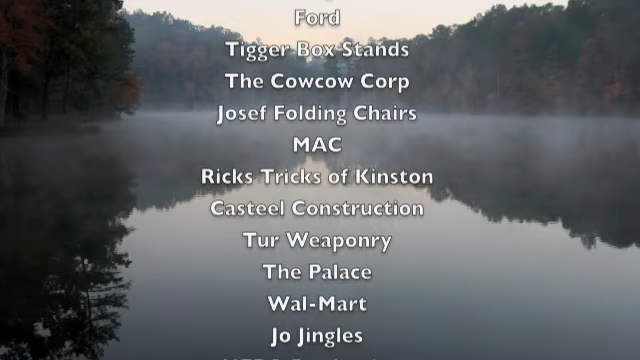 Ford
Tigger Box Stands
The Cowcow Corp
Josef Folding Chairs
MAC
Ricks Tricks of Kinston
Casteel Construction
Tur Weaponry
The Palace
Wal-Mart
Jo Jingles